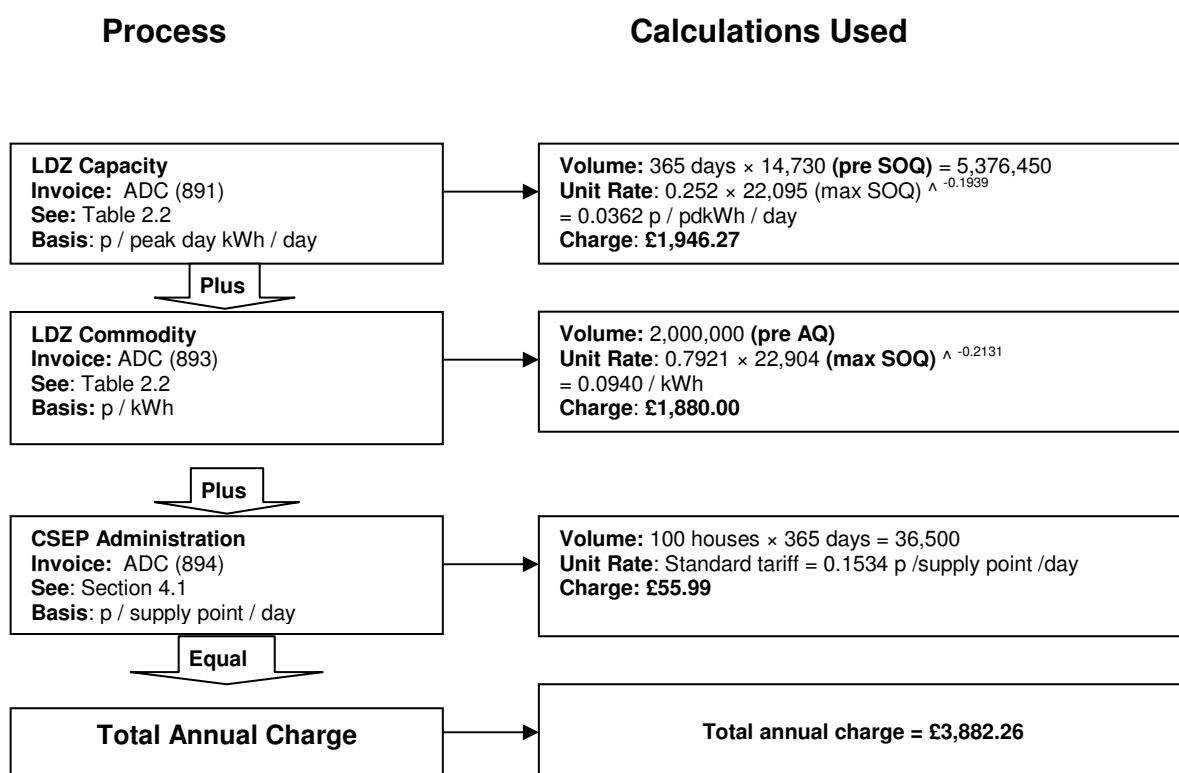 Process
Calculations Used
LDZ Capacity
Invoice: ADC (891)
See: Table 2.2
Basis: p / peak day kWh / day
Volume: 365 days × 14,730 (pre SOQ) = 5,376,450
Unit Rate: 0.252 × 22,095 (max SOQ) ^ -0.1939
= 0.0362 p / pdkWh / day
Charge: £1,946.27
Plus
LDZ Commodity
Invoice: ADC (893)
See: Table 2.2
Basis: p / kWh
Volume: 2,000,000 (pre AQ)
Unit Rate: 0.7921 × 22,904 (max SOQ) ^ -0.2131
= 0.0940 / kWh
Charge: £1,880.00
Plus
CSEP Administration
Invoice: ADC (894)
See: Section 4.1
Basis: p / supply point / day
Volume: 100 houses × 365 days = 36,500
Unit Rate: Standard tariff = 0.1534 p /supply point /day
Charge: £55.99
Equal
Total Annual Charge
Total annual charge = £3,882.26